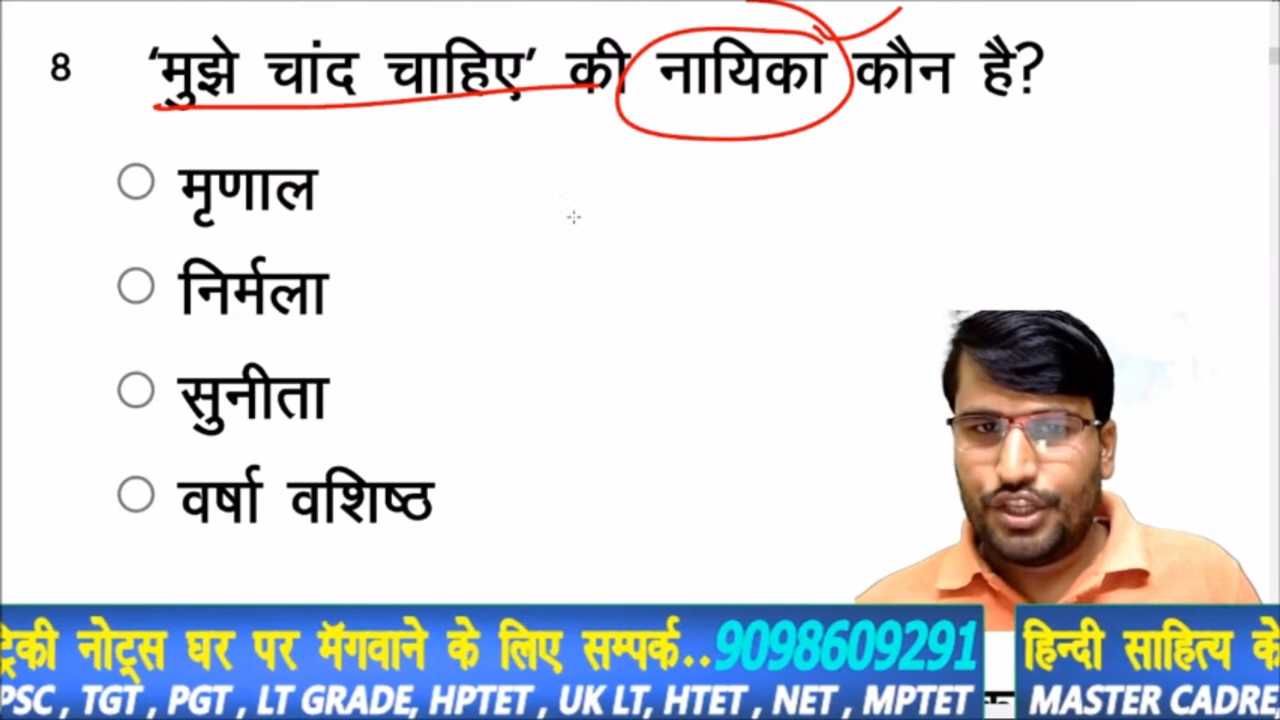 8 ‘मुझे चांद चाहिए’ की नायिका कौन है?
मृणाल
निर्मला
सुनीता
वर्षा वशिष्ठ
नोट्स घर पर मॅगवाने के लिए सम्पर्क..9098609291 हिन्दी साहित्य के
PSC , TGT , PGT , LT GRADE, HPTET , UK LT, HTET , NET , MPTET MASTER CADRE,